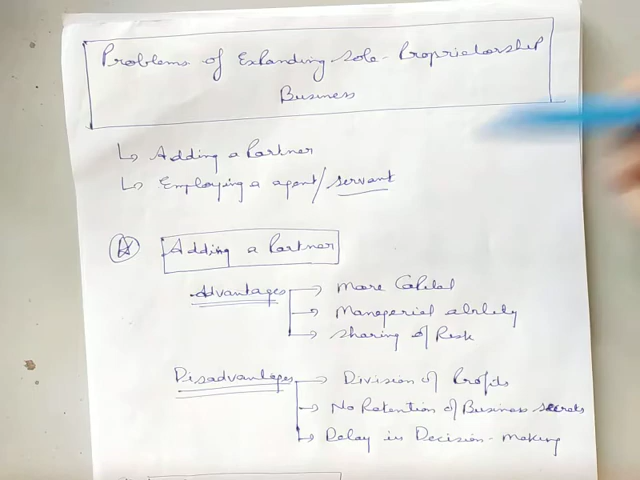 Problems of Expanding Sole-Proprietorship
Business
↳ Adding a Partner
↳ Employing a agent/servant
A Adding a Partner
Advantages → More Capital
→ Managerial ability
→ Sharing of Risk
Disadvantages → Division of Profits
→ No Retention of Business secrets
→ Delay in Decision-making